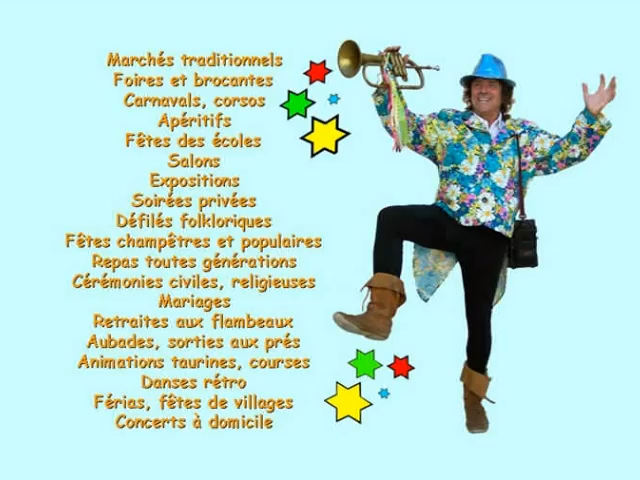 Marchés traditionnels
Foires et brocantes
Carnavals, corsos
Apéritifs
Fêtes des écoles
Salons
Expositions
Soirées privées
Défilés folkloriques
Fêtes champêtres et populaires
Repas toutes générations
Cérémonies civiles, religieuses
Mariages
Retraites aux flambeaux
Aubades, sorties aux prés
Animations taurines, courses
Danses rétro
Férias, fêtes de villages
Concerts à domicile